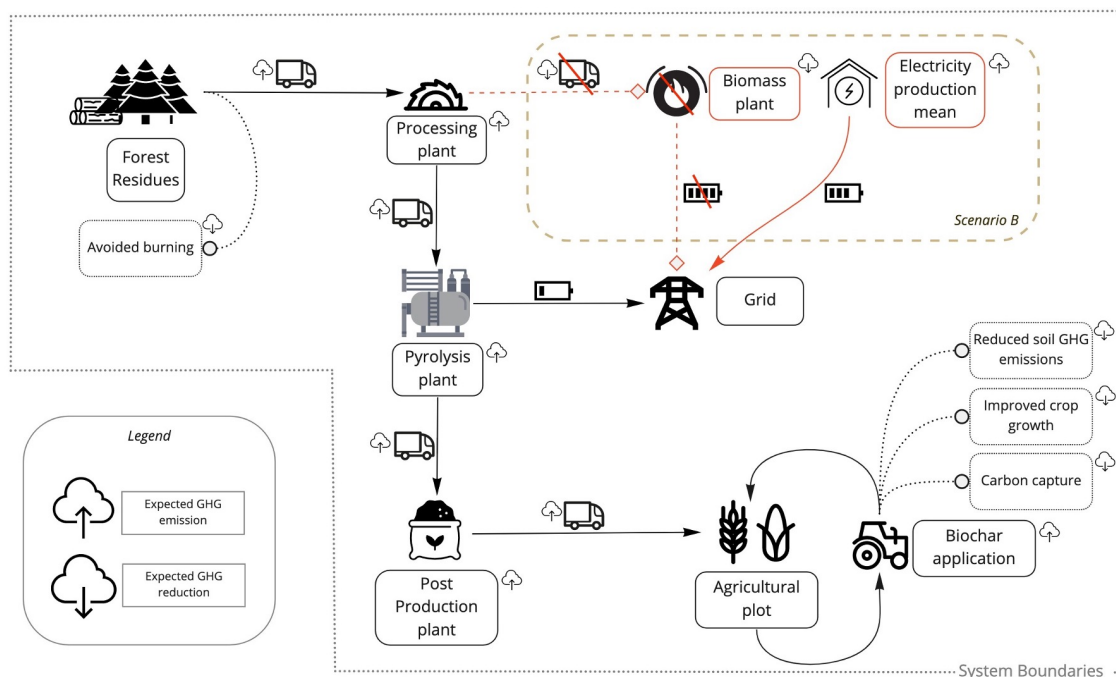 Forest
Residues
Avoided burning
Processing
plant
Biomass
plant
Electricity
production
mean
Scenario B
Grid
Pyrolysis
plant
Reduced soil GHG
emissions
Improved crop
growth
Carbon capture
Legend
Expected GHG
emission
Expected GHG
reduction
Post
Production
plant
Agricultural
plot
Biochar
application
System Boundaries